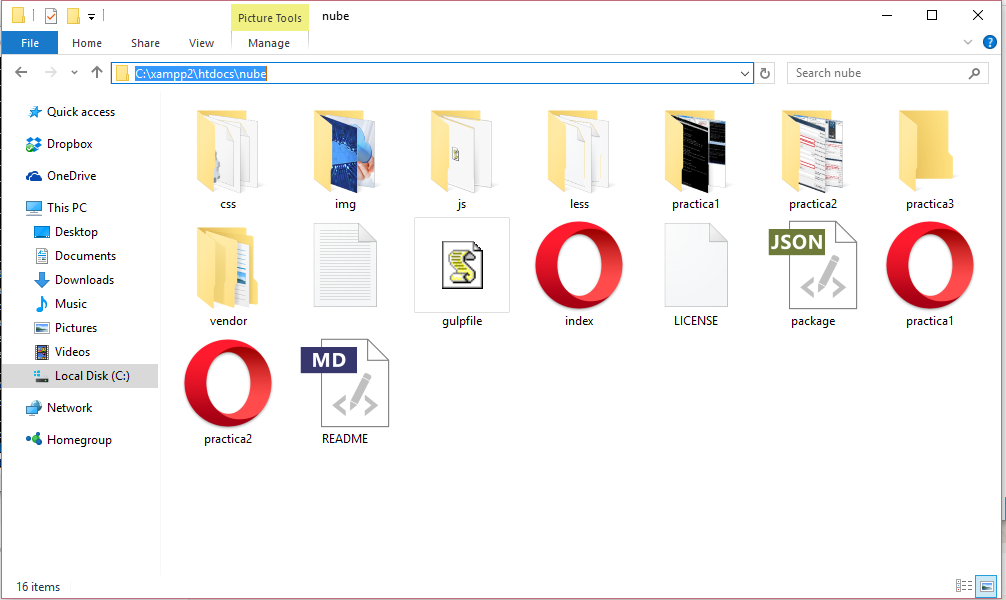 Picture Tools
nube
File
Home
Share
View
Manage
C:\xampp2\htdocs\nube
Search nube
Quick access
Dropbox
OneDrive
This PC
Desktop
Documents
Downloads
Music
Pictures
Videos
Local Disk (C:)
Network
Homegroup
css
img
js
less
practica1
practica2
practica3
JSON
vendor
gulpfile
index
LICENSE
package
practica1
MD
practica2
README
16 items